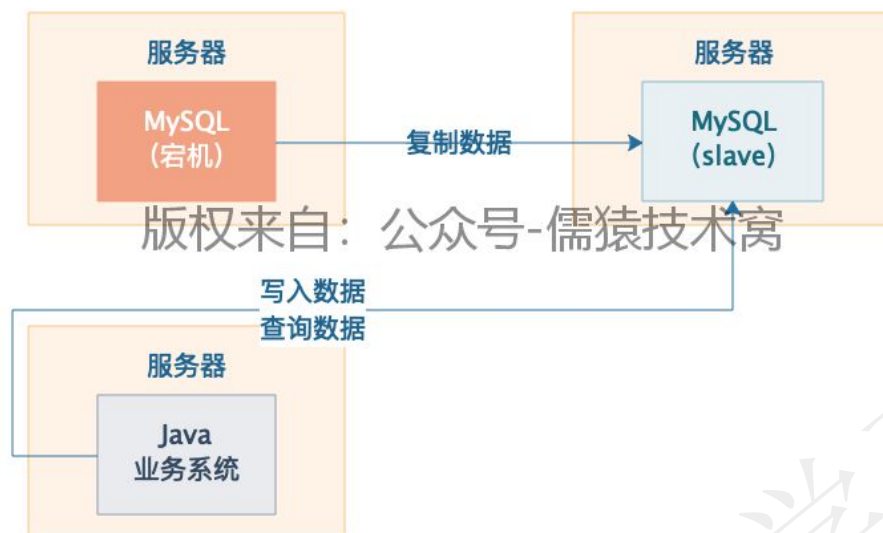 服务器
服务器
MySQL
（宕机）
复制数据
MySQL
（slave）
版权来自：公众号-儒猿技术窝
写入数据
查询数据
服务器
Java
业务系统